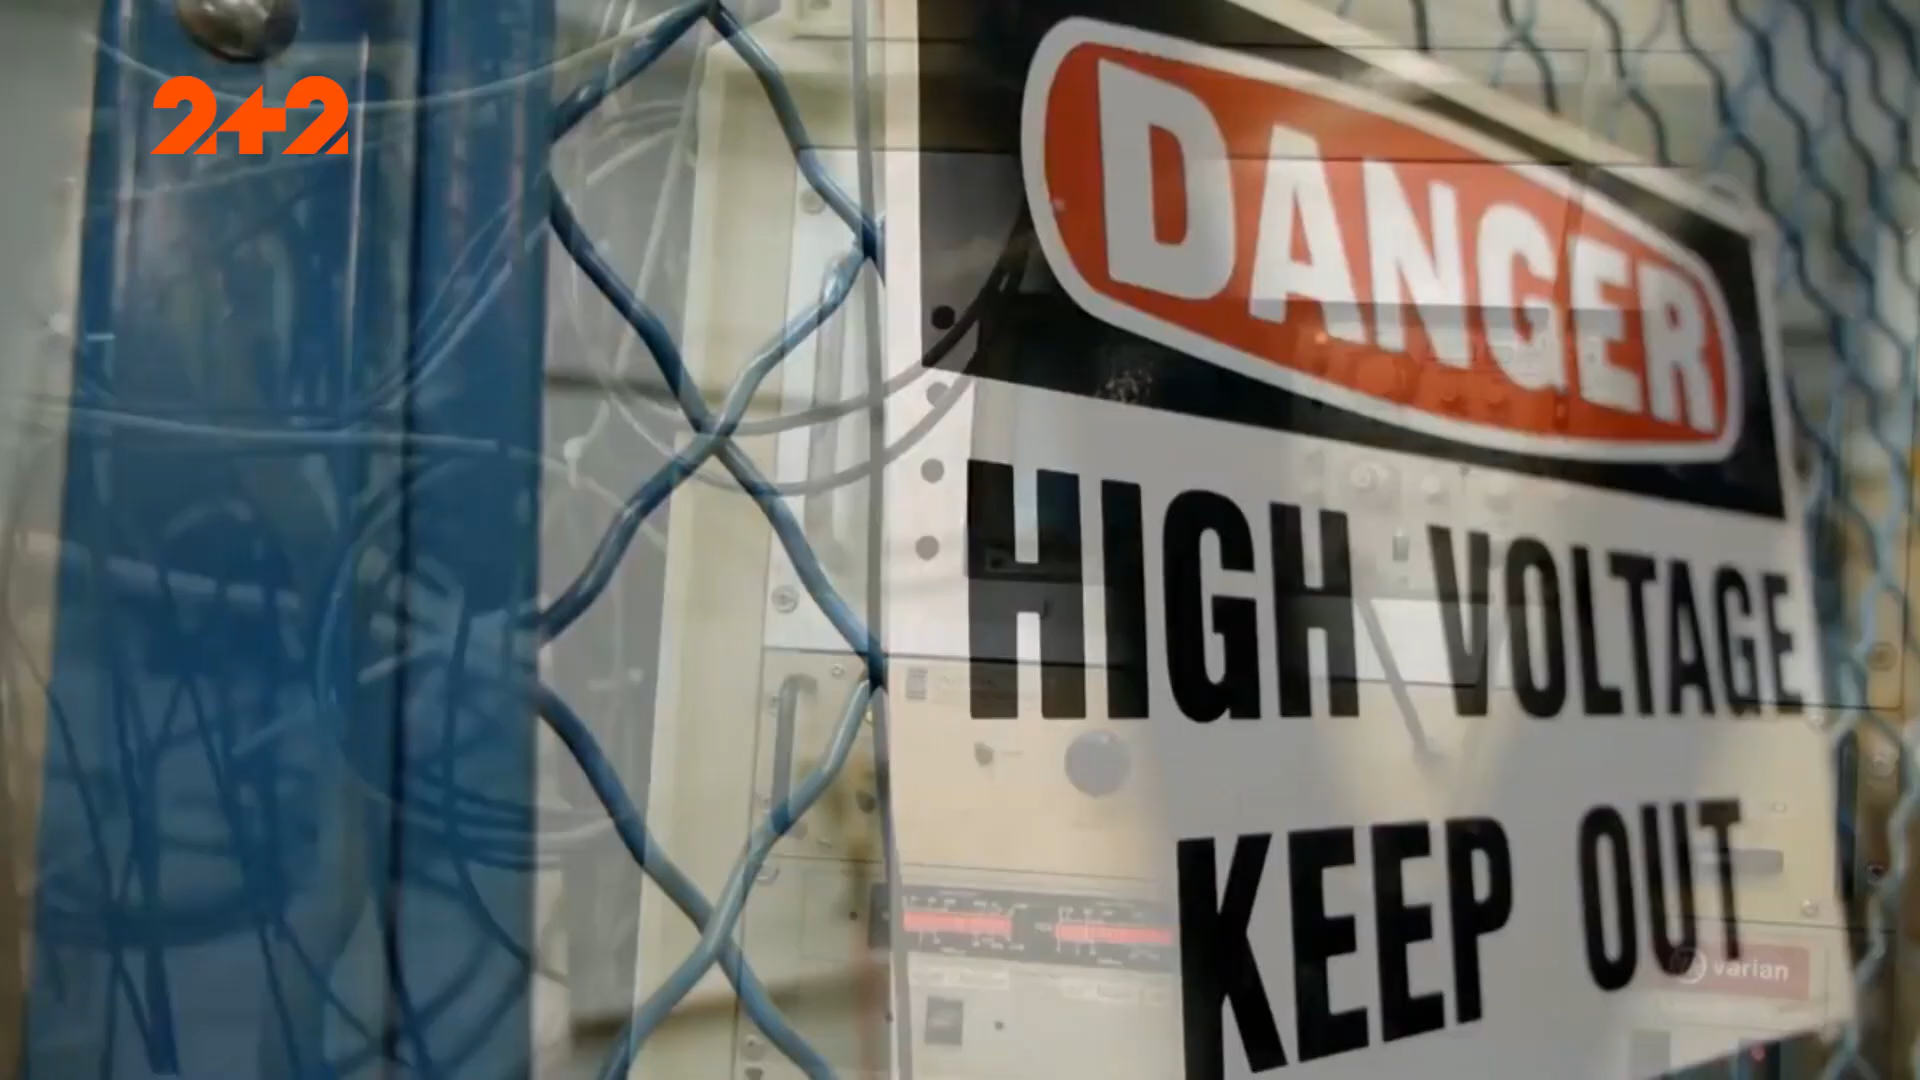 2+2
DANGER
HIGH VOLTAGE
KEEP OUT
varian